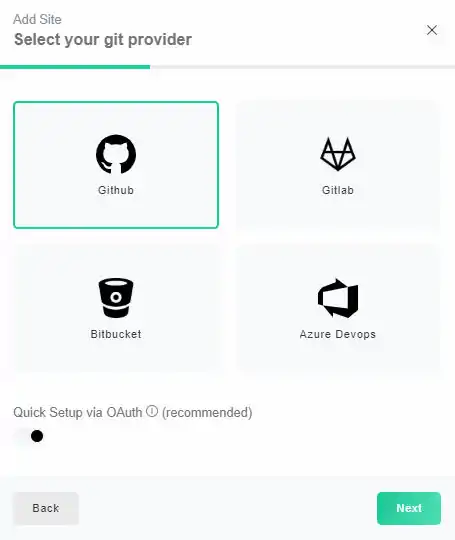 Add Site
Select your git provider
Github
Gitlab
Bitbucket
Azure Devops
Quick Setup via OAuth ⓘ (recommended)
Back
Next